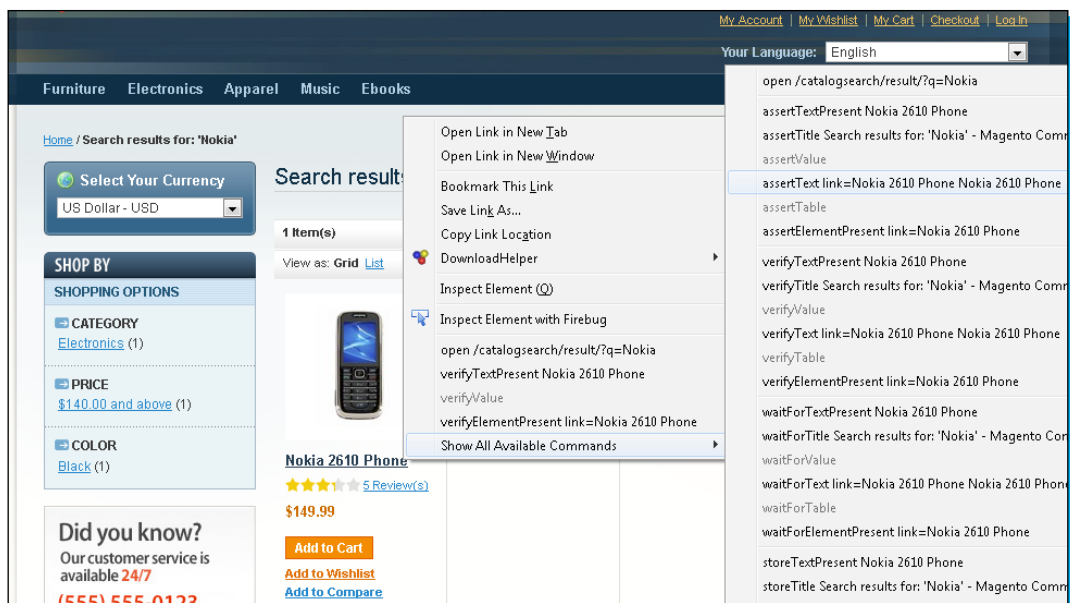 My Account | My Wishlist | My Cart | Checkout | Log In
Your Language: English
Furniture Electronics Apparel Music Ebooks
Home / Search results for: 'Nokia'
Select Your Currency
US Dollar - USD
SHOP BY
SHOPPING OPTIONS
CATEGORY
Electronics (1)
PRICE
$140.00 and above (1)
COLOR
Black (1)
Did you know?
Our customer service is
available 24/7
(555) 555-0123
Search results
1 Item(s)
View as: Grid List
Nokia 2610 Phone
5 Review(s)
$149.99
Add to Cart
Add to Wishlist
Add to Compare
Open Link in New Tab
Open Link in New Window
Bookmark This Link
Save Link As...
Copy Link Location
DownloadHelper
Inspect Element (Q)
Inspect Element with Firebug
open /catalogsearch/result/?q=Nokia
verifyTextPresent Nokia 2610 Phone
verifyValue
verifyElementPresent link=Nokia 2610 Phone
Show All Available Commands
open /catalogsearch/result/?q=Nokia
assertTextPresent Nokia 2610 Phone
assertTitle Search results for: 'Nokia' - Magento Comm
assertValue
assertText link=Nokia 2610 Phone Nokia 2610 Phone
assertTable
assertElementPresent link=Nokia 2610 Phone
verifyTextPresent Nokia 2610 Phone
verifyTitle Search results for: 'Nokia' - Magento Comm
verifyValue
verifyText link=Nokia 2610 Phone Nokia 2610 Phone
verifyTable
verifyElementPresent link=Nokia 2610 Phone
waitForTextPresent Nokia 2610 Phone
waitForTitle Search results for: 'Nokia' - Magento Cor
waitForValue
waitForText link=Nokia 2610 Phone Nokia 2610 Phon
waitForTable
waitForElementPresent link=Nokia 2610 Phone
storeTextPresent Nokia 2610 Phone
storeTitle Search results for: 'Nokia' - Magento Comm